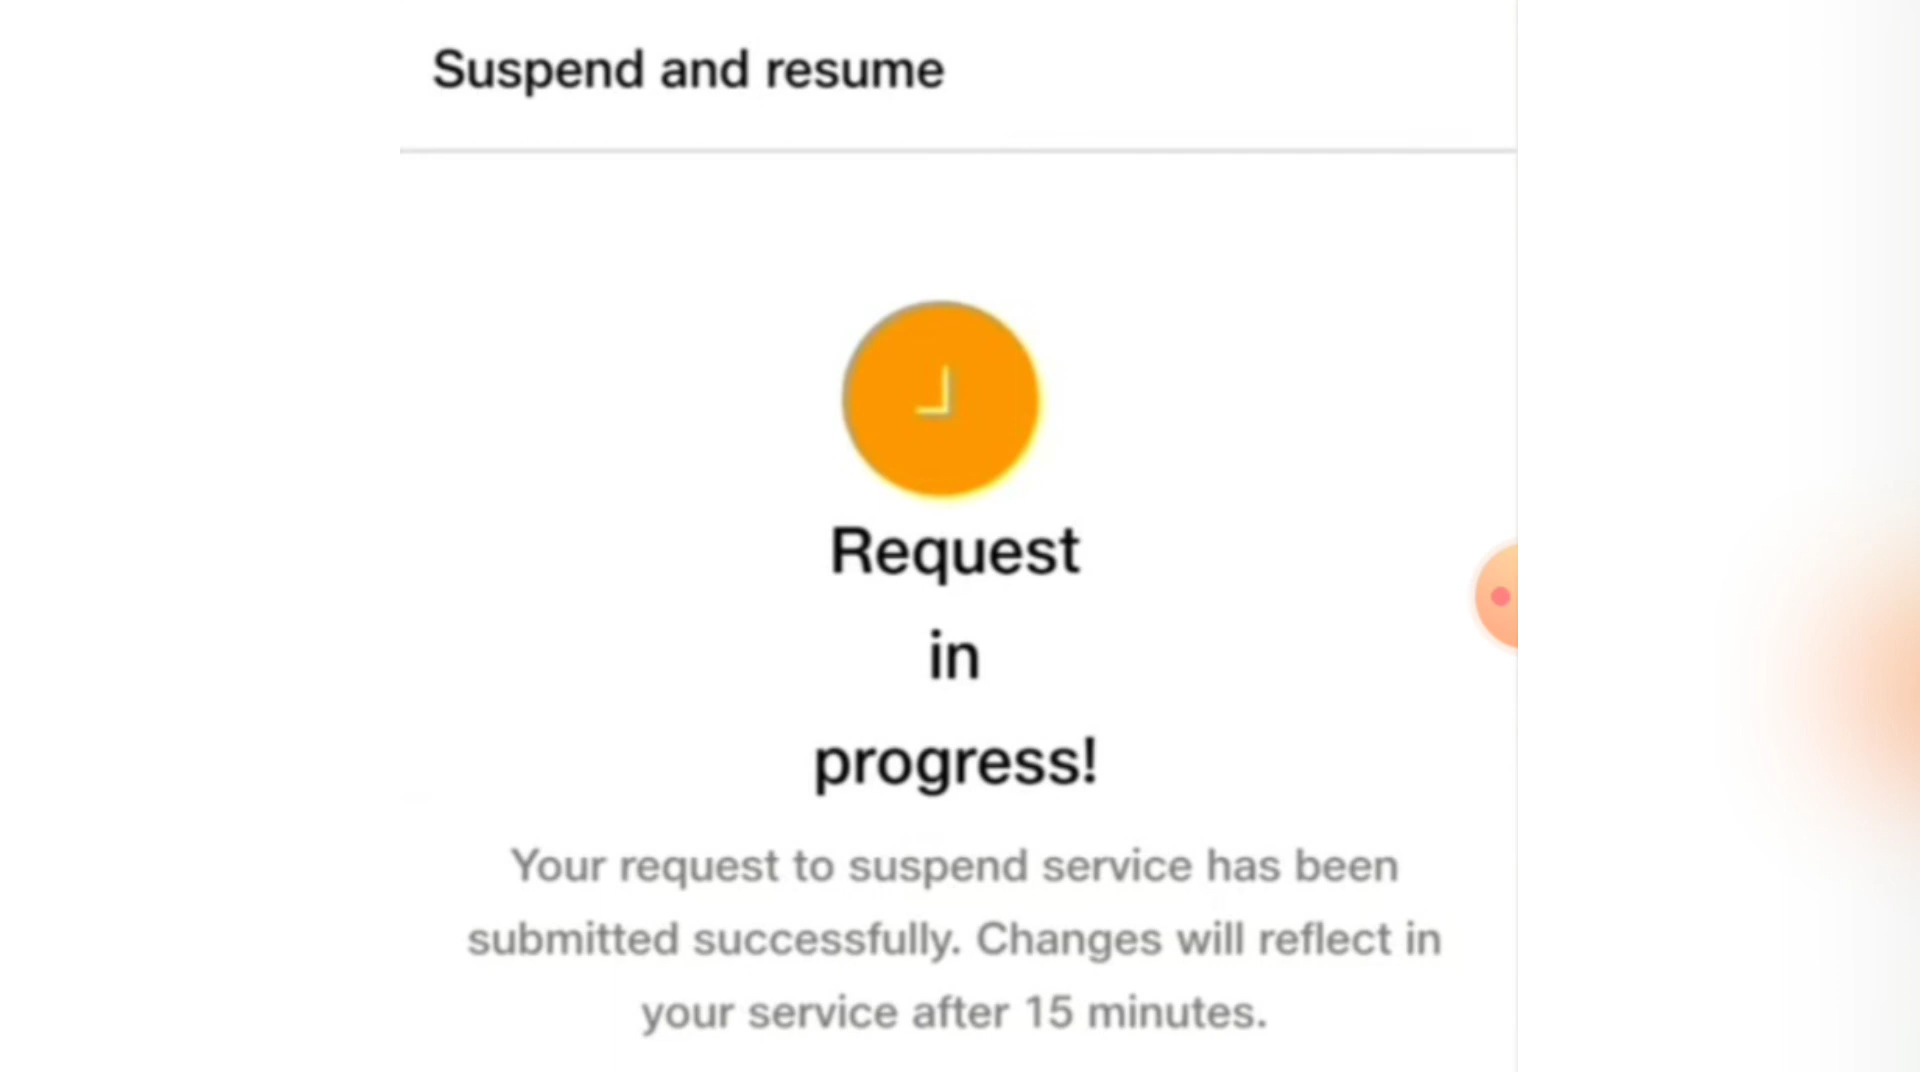 Suspend and resume
Request
in
progress!
Your request to suspend service has been
submitted successfully. Changes will reflect in
your service after 15 minutes.